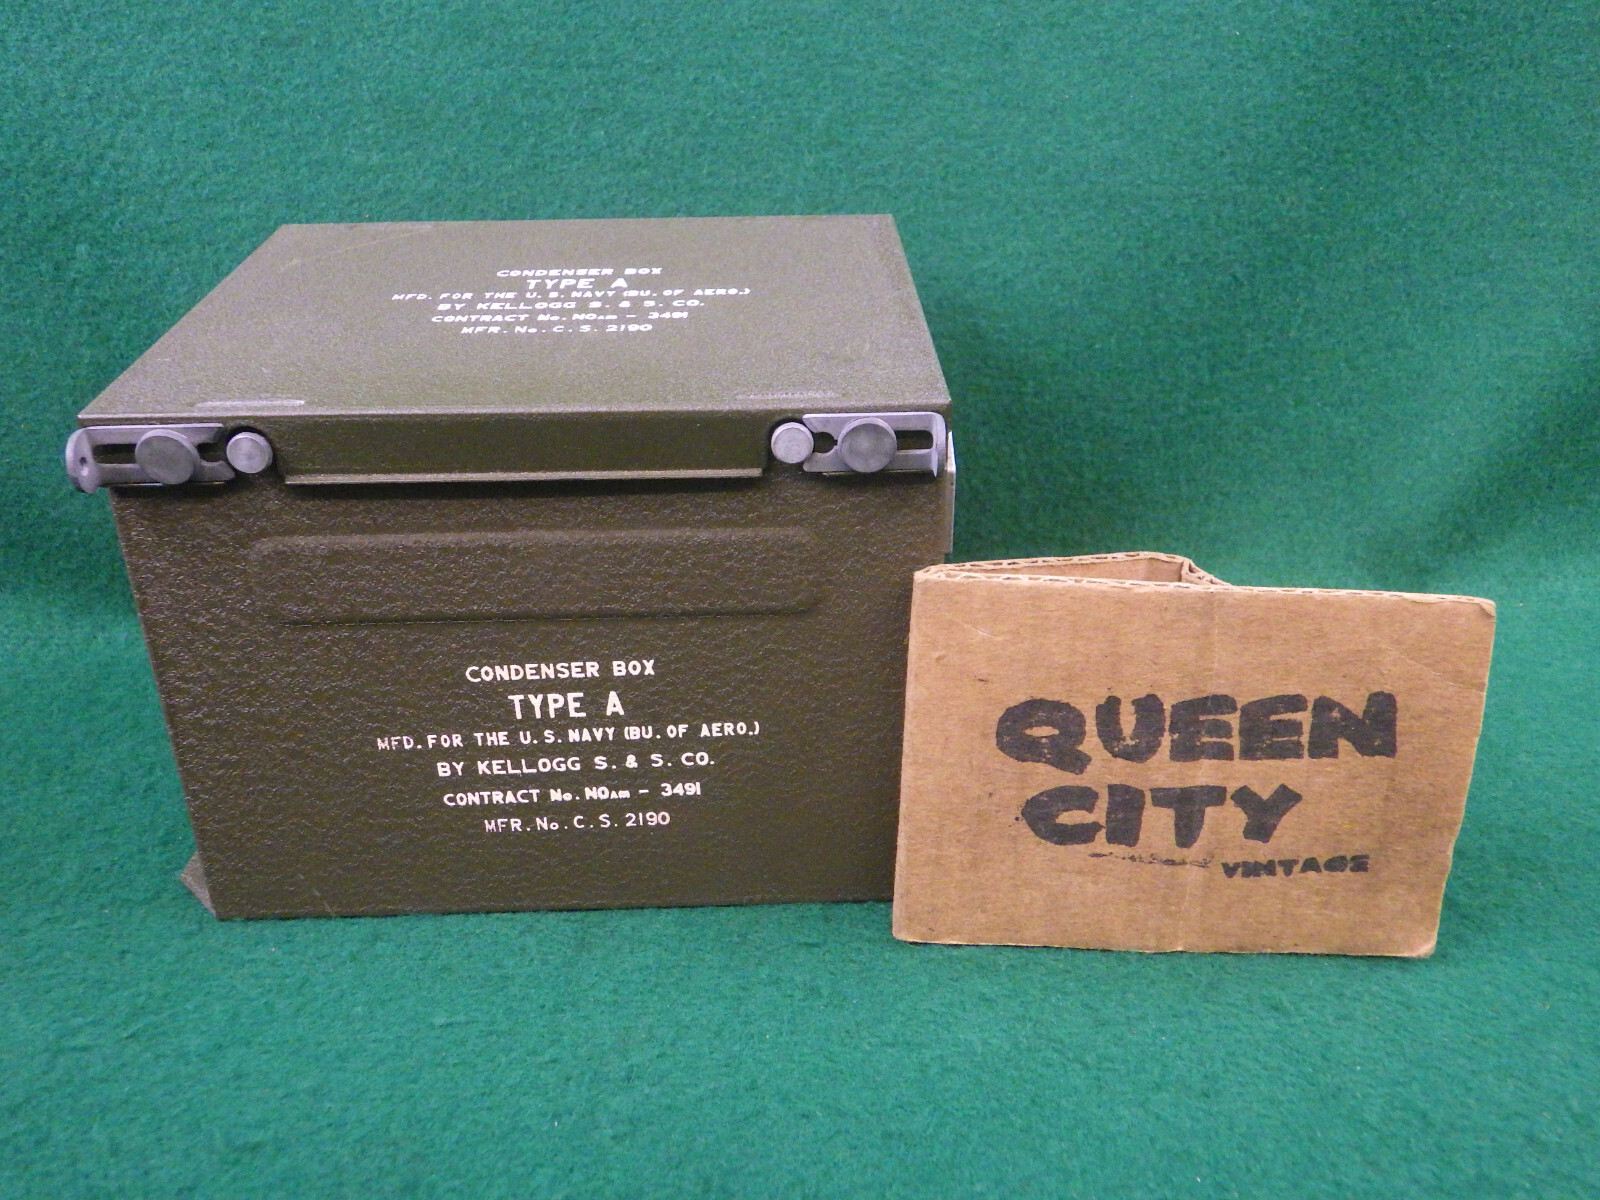 CONDENSER BOX
TYPE A
MFD. FOR THE U. S. NAVY (BU. OF AERO.)
BY KELLOGG S. & S. CO.
CONTRACT No. NOAM - 3491
MFR. No. C. S. 2190
CONDENSER BOX
TYPE A
MFD. FOR THE U. S. NAVY (BU. OF AERO.)
BY KELLOGG S. & S. CO.
CONTRACT No. NOAM - 3491
MFR. No. C. S. 2190
QUEEN
CITY
VINTAGE